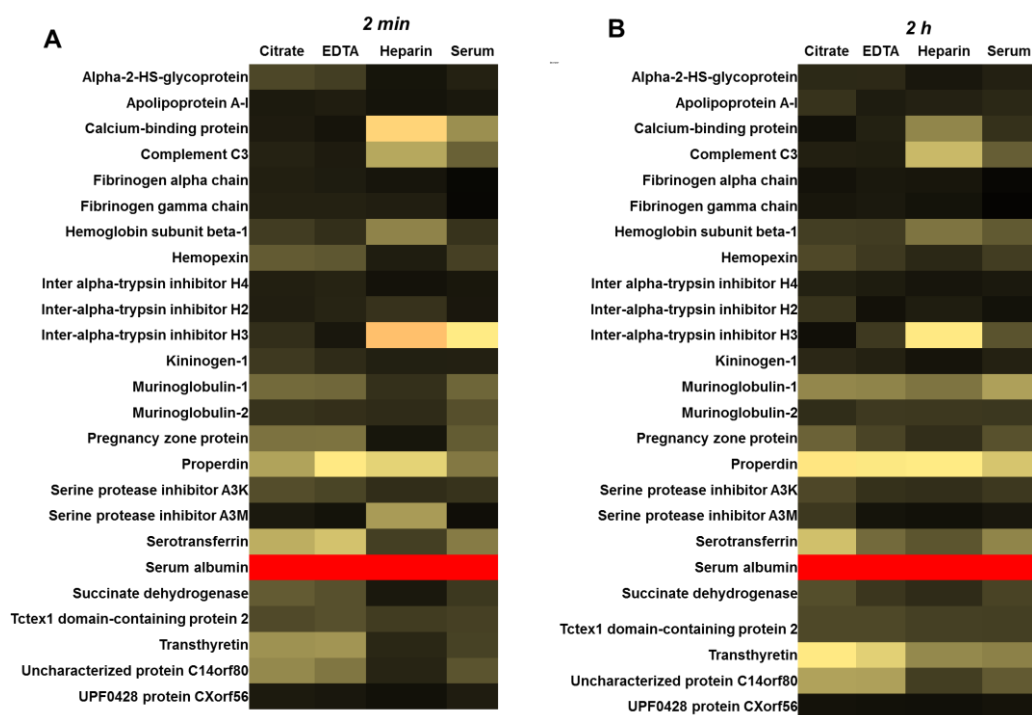 A
2 min
Citrate EDTA Heparin Serum
Alpha-2-HS-glycoprotein
Apolipoprotein A-I
Calcium-binding protein
Complement C3
Fibrinogen alpha chain
Fibrinogen gamma chain
Hemoglobin subunit beta-1
Hemopexin
Inter alpha-trypsin inhibitor H4
Inter-alpha-trypsin inhibitor H2
Inter-alpha-trypsin inhibitor H3
Kininogen-1
Murinoglobulin-1
Murinoglobulin-2
Pregnancy zone protein
Properdin
Serine protease inhibitor A3K
Serine protease inhibitor A3M
Serotransferrin
Serum albumin
Succinate dehydrogenase
Tctex1 domain-containing protein 2
Transthyretin
Uncharacterized protein C14orf80
UPF0428 protein CXorf56
B
2 h
Citrate EDTA Heparin Serum
Alpha-2-HS-glycoprotein
Apolipoprotein A-I
Calcium-binding protein
Complement C3
Fibrinogen alpha chain
Fibrinogen gamma chain
Hemoglobin subunit beta-1
Hemopexin
Inter alpha-trypsin inhibitor H4
Inter-alpha-trypsin inhibitor H2
Inter-alpha-trypsin inhibitor H3
Kininogen-1
Murinoglobulin-1
Murinoglobulin-2
Pregnancy zone protein
Properdin
Serine protease inhibitor A3K
Serine protease inhibitor A3M
Serotransferrin
Serum albumin
Succinate dehydrogenase
Tctex1 domain-containing protein 2
Transthyretin
Uncharacterized protein C14orf80
UPF0428 protein CXorf56